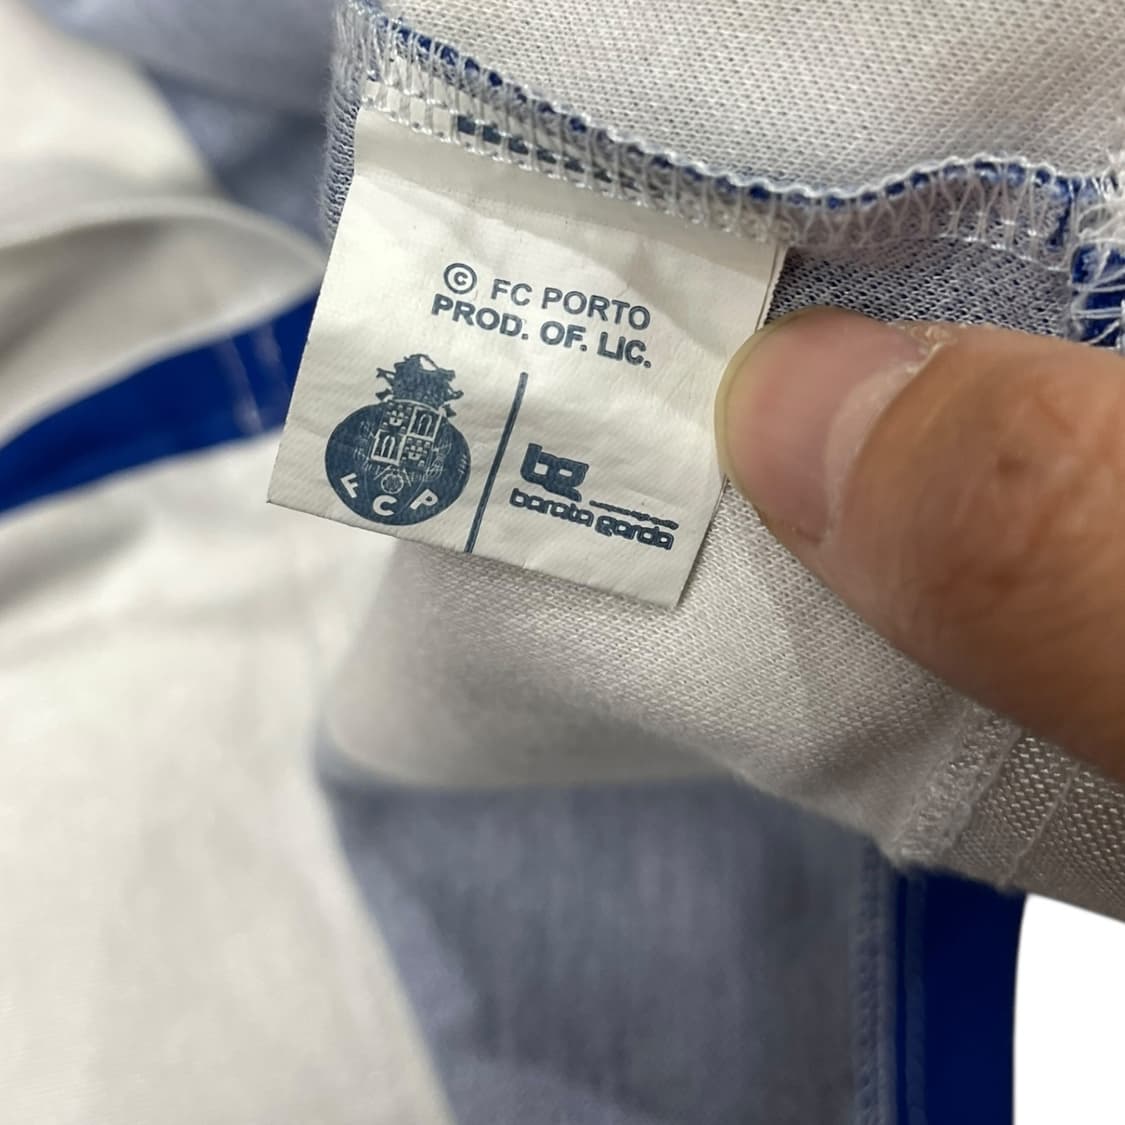 © FC PORTO
PROD. OF. LIC.
FCP
bg
barata garcia